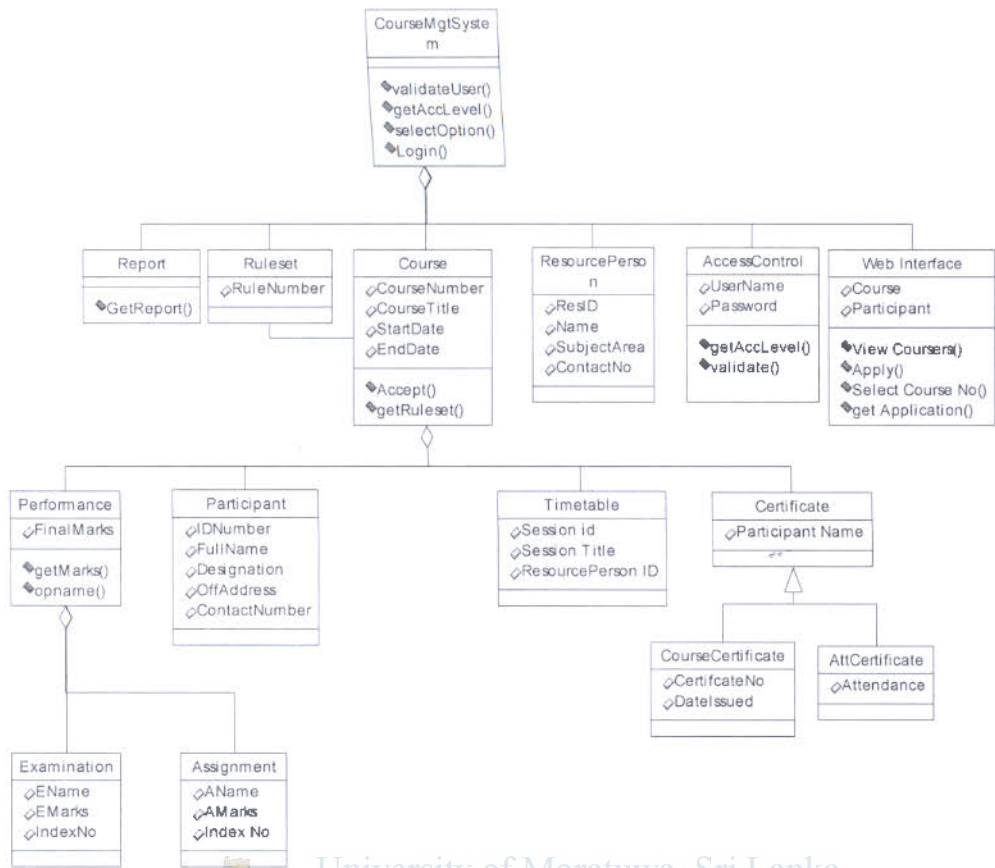 CourseMgtSyste
m
validateUser()
getAccLevel()
selectOption()
Login()
Report
GetReport()
Ruleset
RuleNumber
Course
CourseNumber
CourseTitle
StartDate
EndDate
Accept()
getRuleset()
ResourcePerso
n
ResID
Name
SubjectArea
ContactNo
AccessControl
UserName
Password
getAccLevel()
validate()
Web Interface
Course
Participant
View Coursers()
Apply()
Select Course No()
get Application()
Performance
FinalMarks
getMarks()
opname()
Participant
IDNumber
FullName
Designation
OffAddress
ContactNumber
Timetable
Session id
Session Title
ResourcePerson ID
Certificate
Participant Name
CourseCertificate
CertifcateNo
DateIssued
AttCertificate
Attendance
Examination
EName
EMarks
IndexNo
Assignment
AName
AMarks
Index No
University of Moratuwa, Sri Lanka